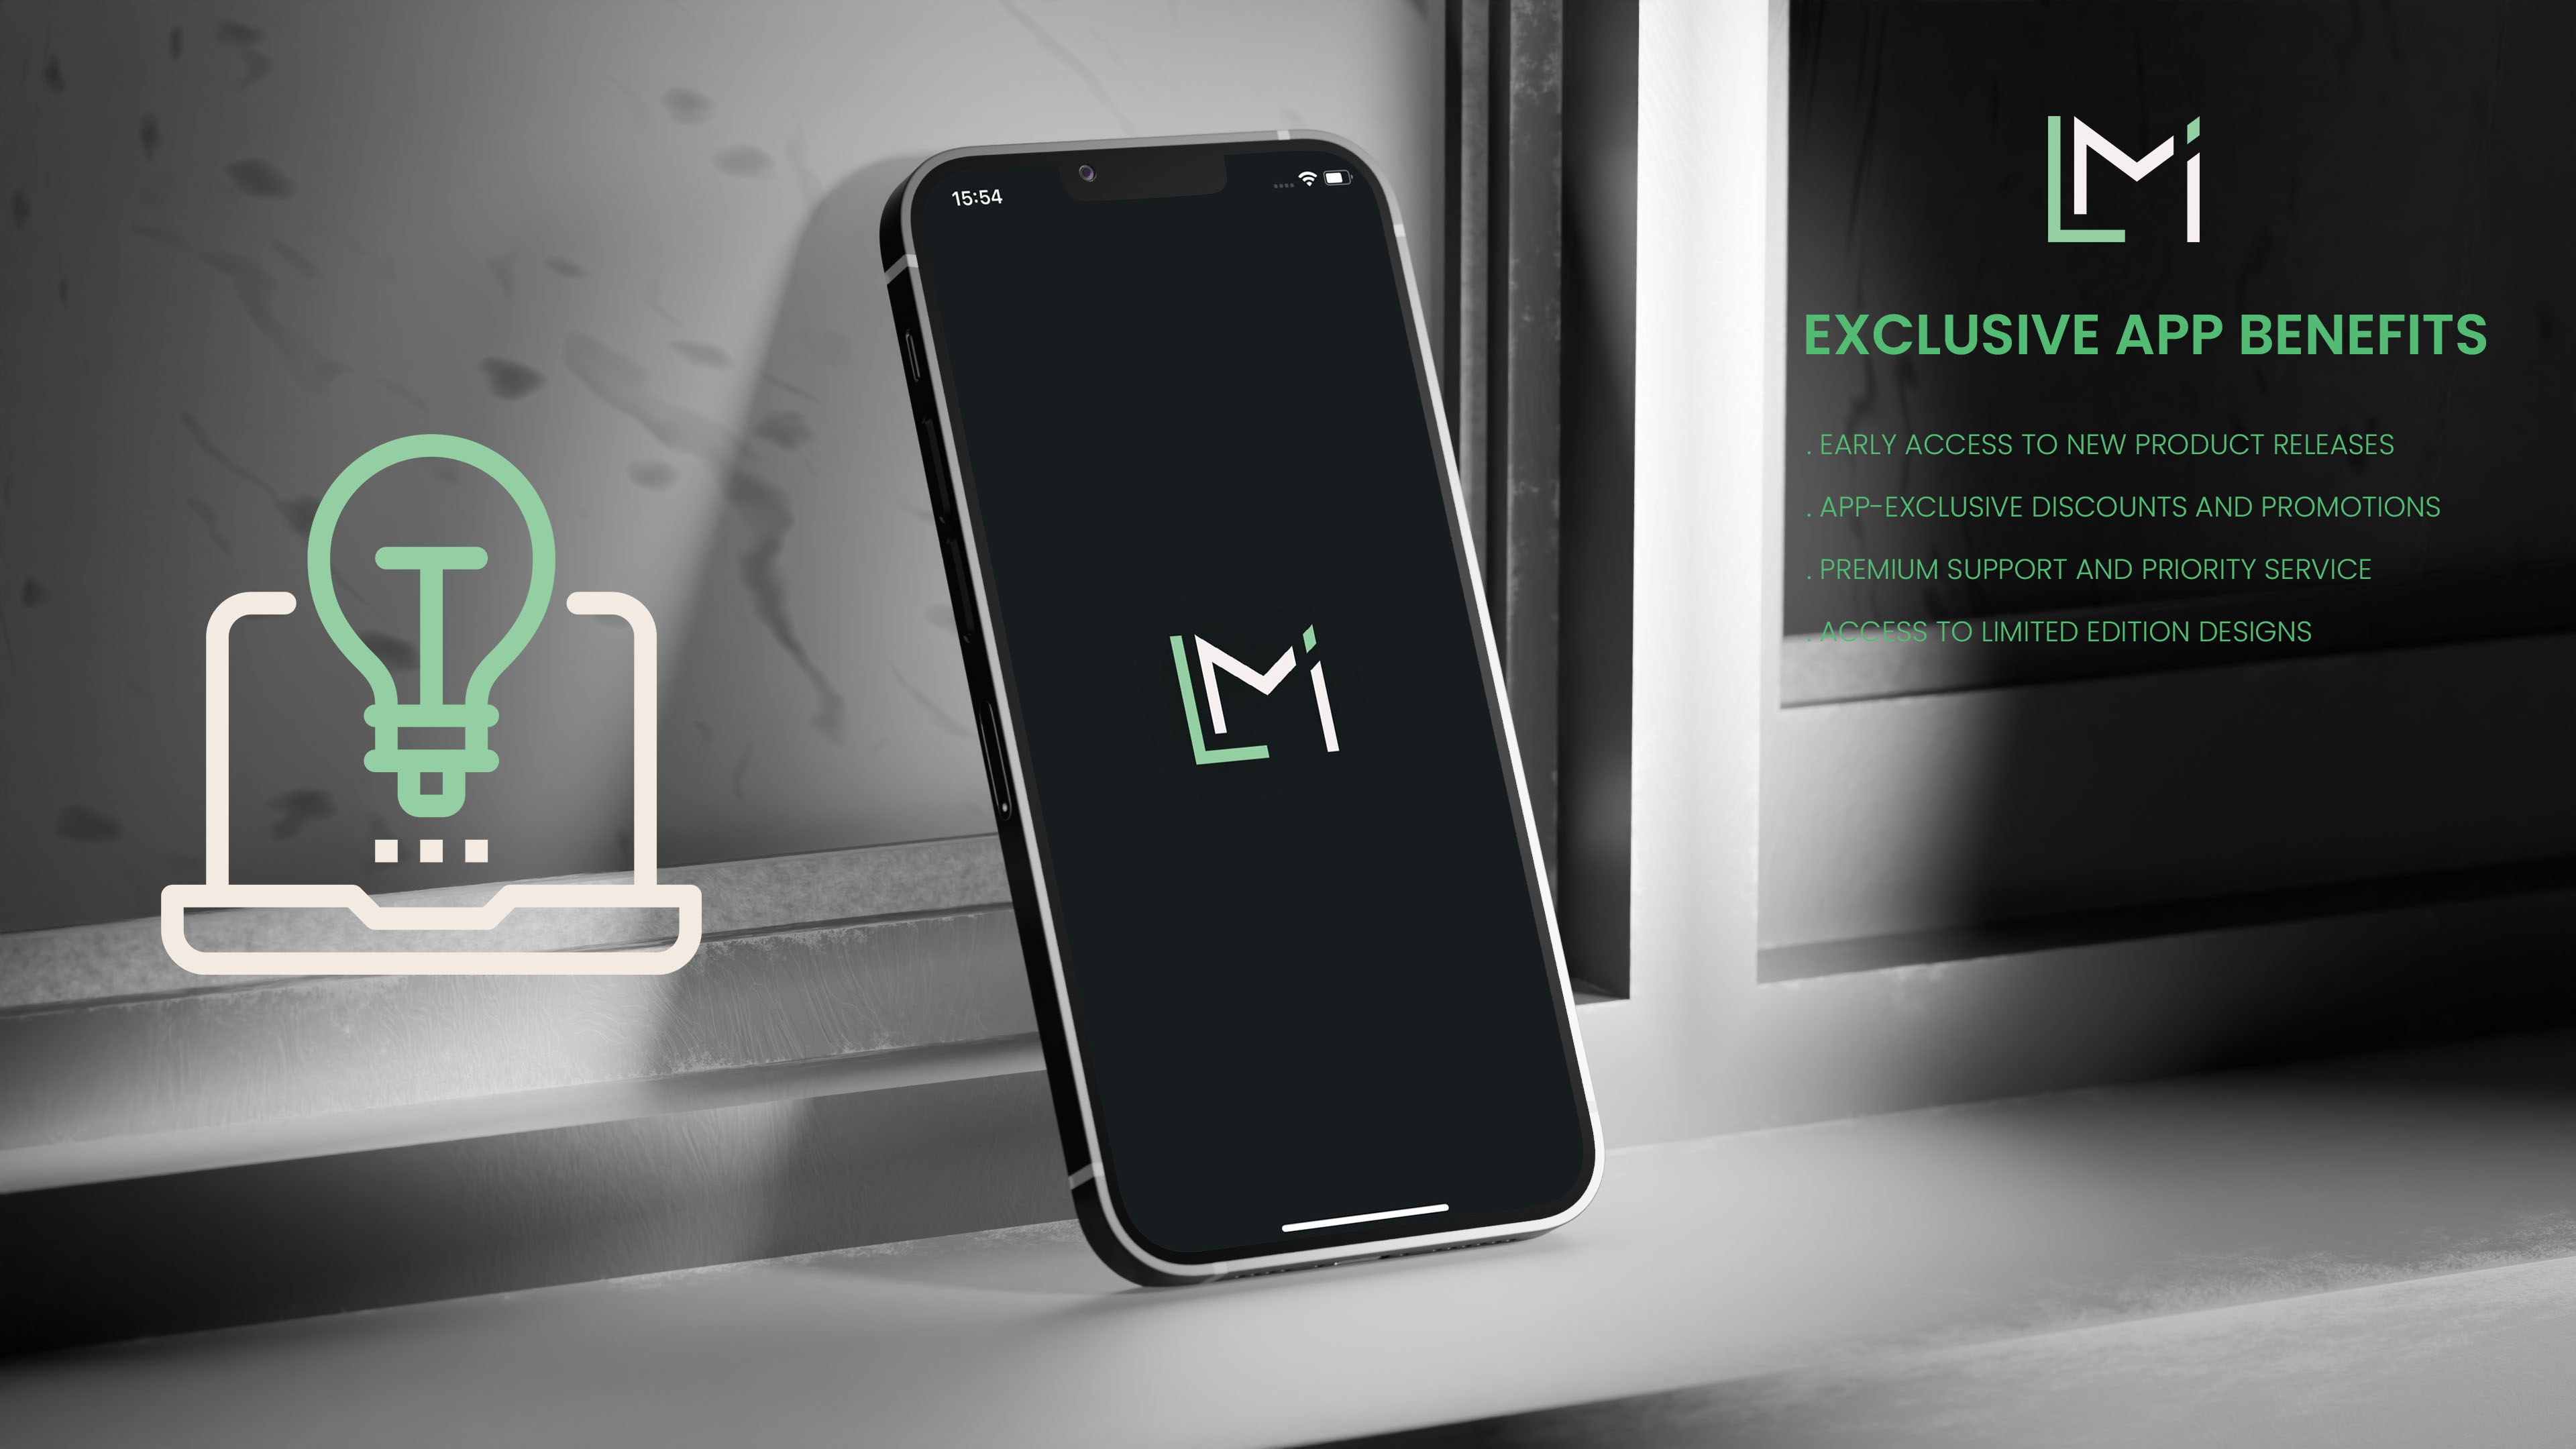 15:54
LMi
LMi
EXCLUSIVE APP BENEFITS
. EARLY ACCESS TO NEW PRODUCT RELEASES
. APP-EXCLUSIVE DISCOUNTS AND PROMOTIONS
. PREMIUM SUPPORT AND PRIORITY SERVICE
. ACCESS TO LIMITED EDITION DESIGNS